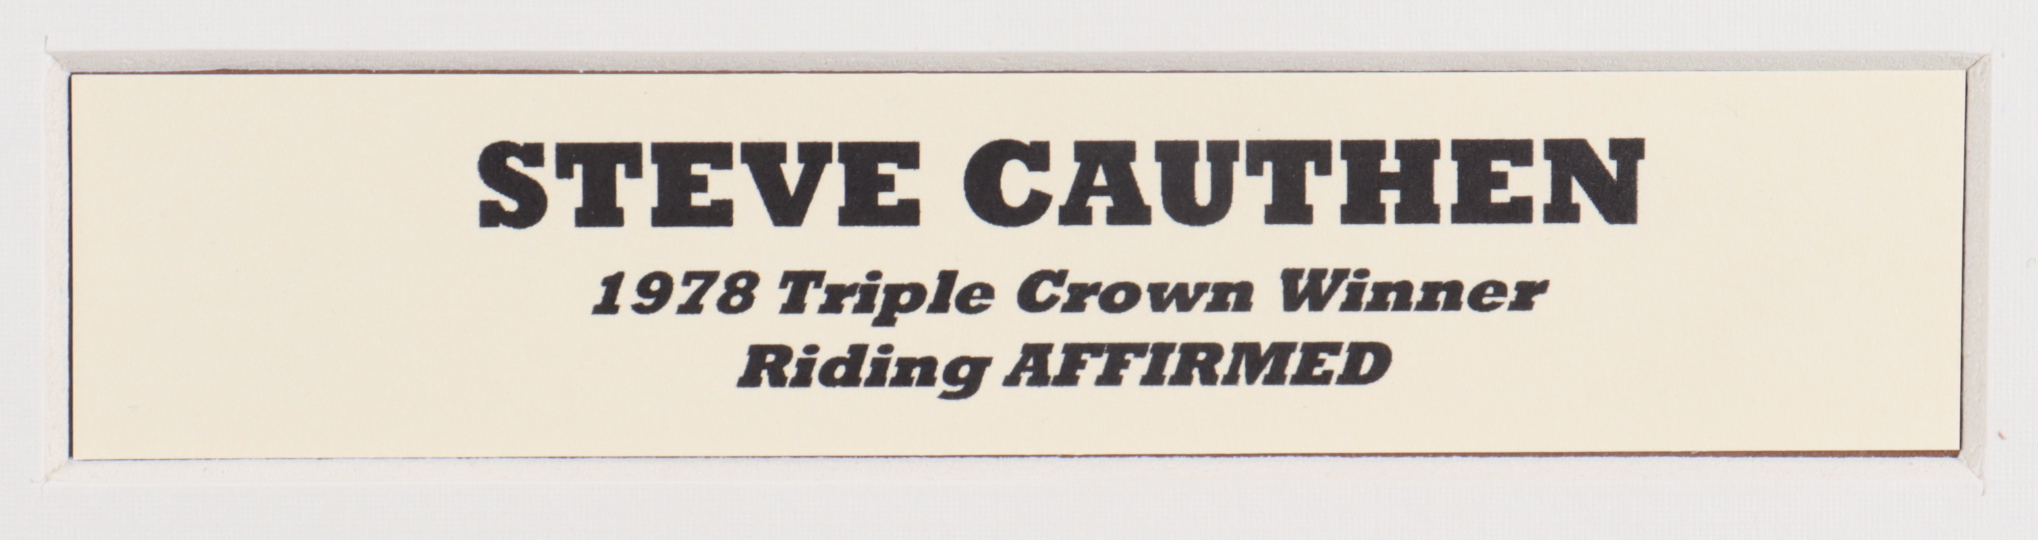 STEVE CAUTHEN
1978 Triple Crown Winner
Riding AFFIRMED